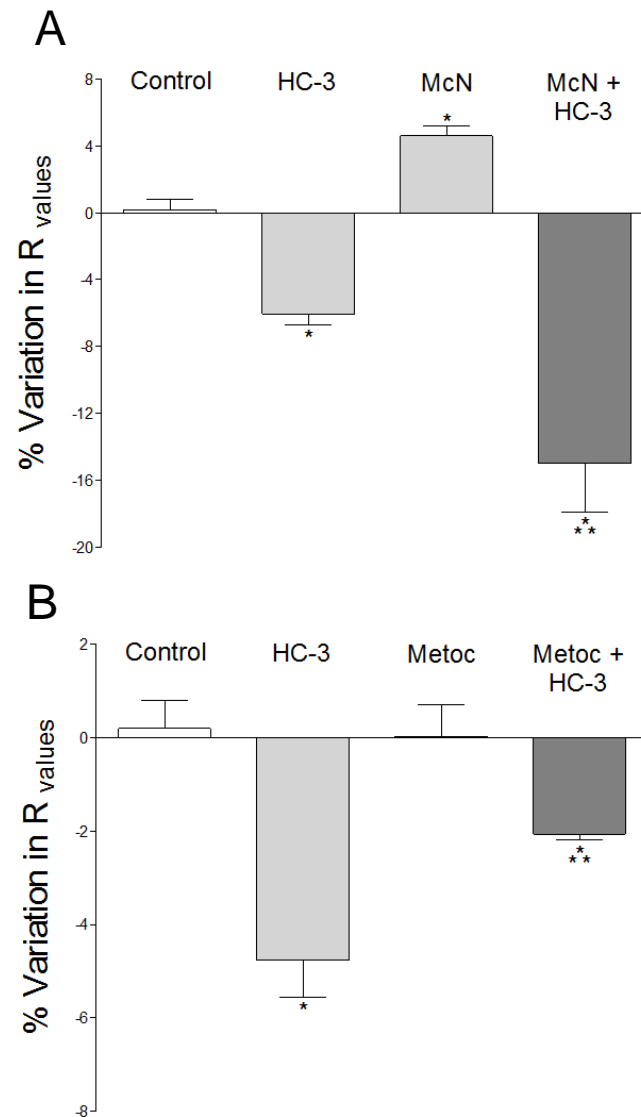 A
Control HC-3 McN McN +
HC-3
8
4
0
-4
-8
-12
-16
-20
% Variation in R values
*
*
*
**
B
Control HC-3 Metoc Metoc +
HC-3
2
0
-2
-4
-6
-8
% Variation in R values
*
*
**